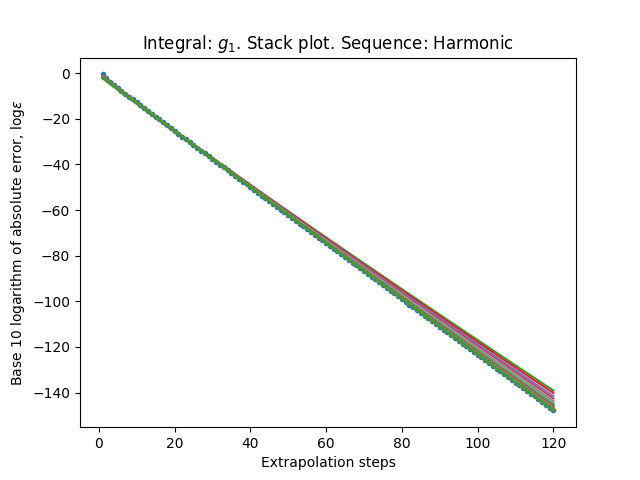 Integral: g₁. Stack plot. Sequence: Harmonic
Base 10 logarithm of absolute error, logε
0
−20
−40
−60
−80
−100
−120
−140
0 20 40 60 80 100 120
Extrapolation steps